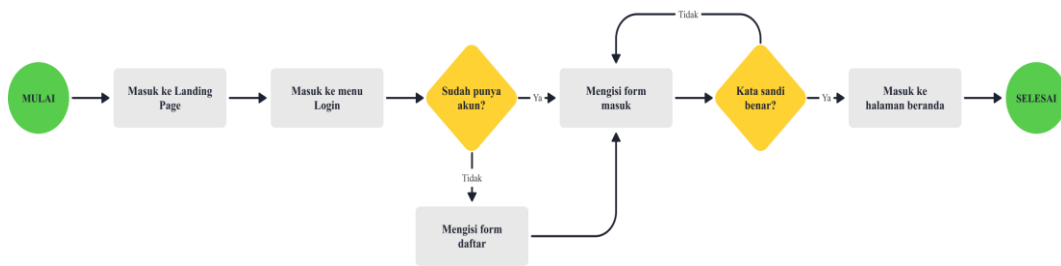 Tidak
MULAI
Masuk ke Landing
Page
Masuk ke menu
Login
Sudah punya
akun?
Ya
Mengisi form
masuk
Kata sandi
benar?
Ya
Masuk ke
halaman beranda
SELESAI
Tidak
Mengisi form
daftar